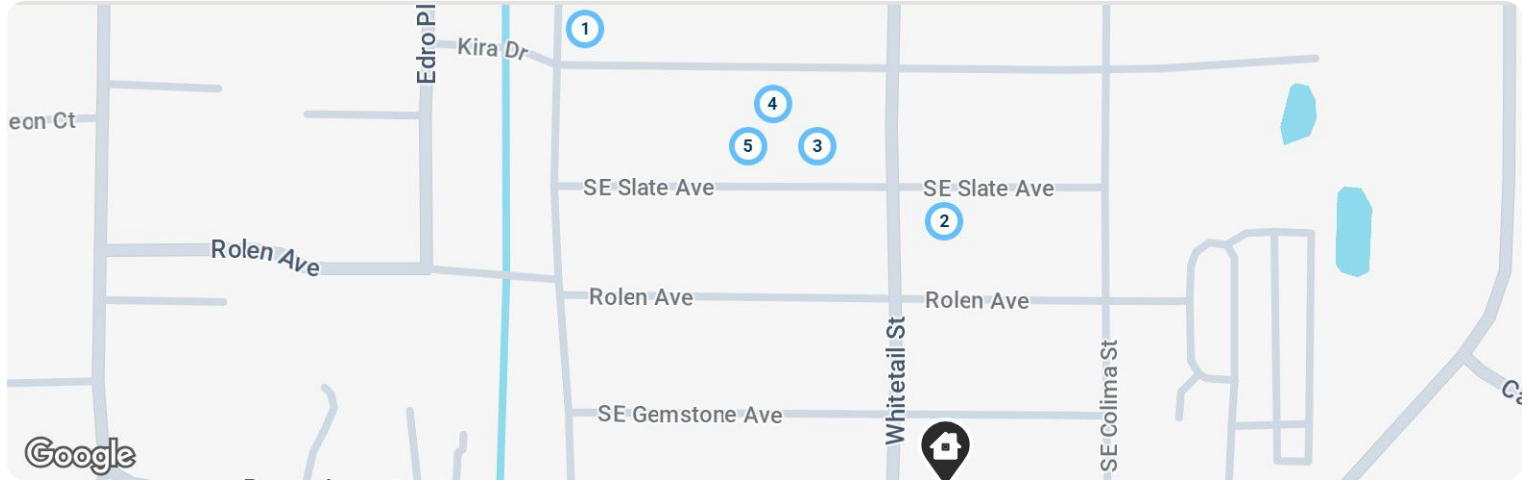 Edro Pl
Kira Dr
1
4
eon Ct
5
3
SE Slate Ave
SE Slate Ave
2
Rolen Ave
Rolen Ave
Rolen Ave
Whitetail St
SE Colima St
Ca
SE Gemstone Ave
Google